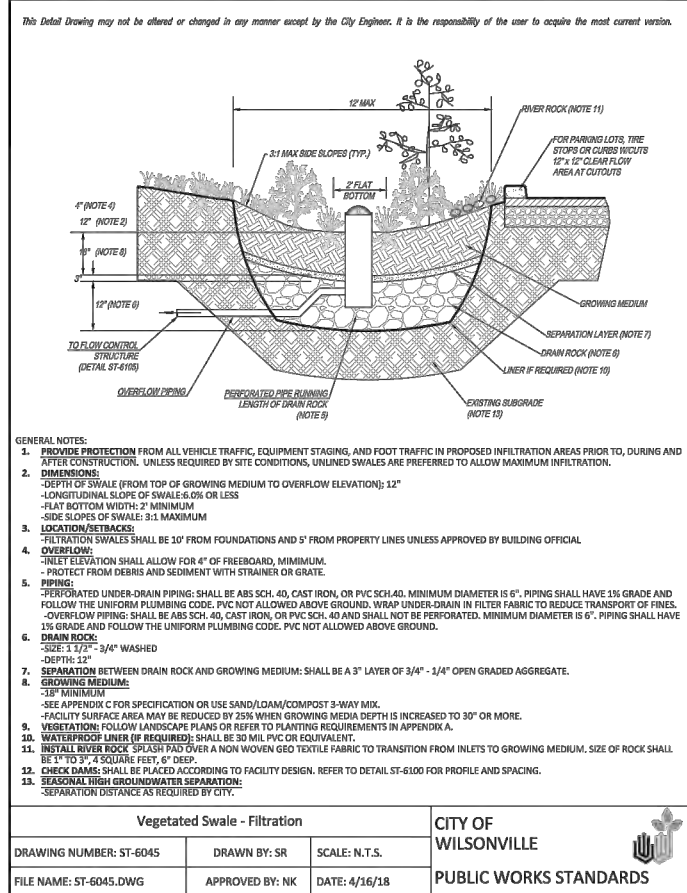 This Detail Drawing may not be altered or changed in any manner except by the City Engineer. It is the responsibility of the user to acquire the most current version.
12' MAX
RIVER ROCK (NOTE 11)
3:1 MAX SIDE SLOPES (TYP.)
FOR PARKING LOTS, TIRE
STOPS OR CURBS W/CUTS
12" x 12" CLEAR FLOW
AREA AT CUTOUTS
2' FLAT
BOTTOM
4" (NOTE 4)
12" (NOTE 2)
18" (NOTE 8)
3"
12" (NOTE 6)
GROWING MEDIUM
SEPARATION LAYER (NOTE 7)
DRAIN ROCK (NOTE 6)
LINER IF REQUIRED (NOTE 10)
TO FLOW CONTROL
STRUCTURE
(DETAIL ST-6105)
OVERFLOW PIPING
PERFORATED PIPE RUNNING
LENGTH OF DRAIN ROCK
(NOTE 5)
EXISTING SUBGRADE
(NOTE 13)
GENERAL NOTES:
1. PROVIDE PROTECTION FROM ALL VEHICLE TRAFFIC, EQUIPMENT STAGING, AND FOOT TRAFFIC IN PROPOSED INFILTRATION AREAS PRIOR TO, DURING AND
AFTER CONSTRUCTION. UNLESS REQUIRED BY SITE CONDITIONS, UNLINED SWALES ARE PREFERRED TO ALLOW MAXIMUM INFILTRATION.
2. DIMENSIONS:
-DEPTH OF SWALE (FROM TOP OF GROWING MEDIUM TO OVERFLOW ELEVATION); 12"
-LONGITUDINAL SLOPE OF SWALE:6.0% OR LESS
-FLAT BOTTOM WIDTH: 2' MINIMUM
-SIDE SLOPES OF SWALE: 3:1 MAXIMUM
3. LOCATION/SETBACKS:
-FILTRATION SWALES SHALL BE 10' FROM FOUNDATIONS AND 5' FROM PROPERTY LINES UNLESS APPROVED BY BUILDING OFFICIAL
4. OVERFLOW:
-INLET ELEVATION SHALL ALLOW FOR 4" OF FREEBOARD, MIMIMUM.
- PROTECT FROM DEBRIS AND SEDIMENT WITH STRAINER OR GRATE.
5. PIPING:
-PERFORATED UNDER-DRAIN PIPING: SHALL BE ABS SCH. 40, CAST IRON, OR PVC SCH.40. MINIMUM DIAMETER IS 6". PIPING SHALL HAVE 1% GRADE AND
FOLLOW THE UNIFORM PLUMBING CODE. PVC NOT ALLOWED ABOVE GROUND. WRAP UNDER-DRAIN IN FILTER FABRIC TO REDUCE TRANSPORT OF FINES.
-OVERFLOW PIPING: SHALL BE ABS SCH. 40, CAST IRON, OR PVC SCH. 40 AND SHALL NOT BE PERFORATED. MINIMUM DIAMETER IS 6". PIPING SHALL HAVE
1% GRADE AND FOLLOW THE UNIFORM PLUMBING CODE. PVC NOT ALLOWED ABOVE GROUND.
6. DRAIN ROCK:
-SIZE: 1 1/2" - 3/4" WASHED
-DEPTH: 12"
7. SEPARATION BETWEEN DRAIN ROCK AND GROWING MEDIUM: SHALL BE A 3" LAYER OF 3/4" - 1/4" OPEN GRADED AGGREGATE.
8. GROWING MEDIUM:
-18" MINIMUM
-SEE APPENDIX C FOR SPECIFICATION OR USE SAND/LOAM/COMPOST 3-WAY MIX.
-FACILITY SURFACE AREA MAY BE REDUCED BY 25% WHEN GROWING MEDIA DEPTH IS INCREASED TO 30" OR MORE.
9. VEGETATION: FOLLOW LANDSCAPE PLANS OR REFER TO PLANTING REQUIREMENTS IN APPENDIX A.
10. WATERPROOF LINER (IF REQUIRED): SHALL BE 30 MIL PVC OR EQUIVALENT.
11. INSTALL RIVER ROCK SPLASH PAD OVER A NON WOVEN GEO TEXTILE FABRIC TO TRANSITION FROM INLETS TO GROWING MEDIUM. SIZE OF ROCK SHALL
BE 1" TO 3", 4 SQUARE FEET, 6" DEEP.
12. CHECK DAMS: SHALL BE PLACED ACCORDING TO FACILITY DESIGN. REFER TO DETAIL ST-6100 FOR PROFILE AND SPACING.
13. SEASONAL HIGH GROUNDWATER SEPARATION:
-SEPARATION DISTANCE AS REQUIRED BY CITY.
Vegetated Swale - Filtration
DRAWING NUMBER: ST-6045
DRAWN BY: SR
SCALE: N.T.S.
FILE NAME: ST-6045.DWG
APPROVED BY: NK
DATE: 4/16/18
CITY OF
WILSONVILLE
PUBLIC WORKS STANDARDS